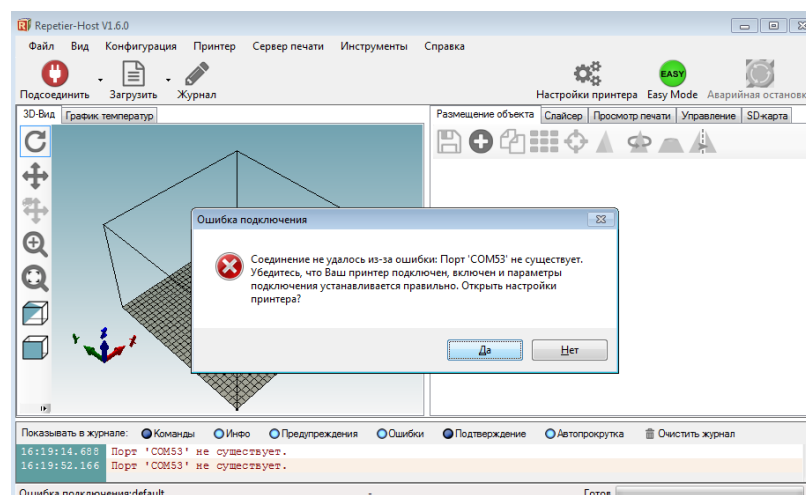 Repetier-Host V1.6.0
Файл Вид Конфигурация Принтер Сервер печати Инструменты Справка
EASY
Подсоединить Загрузить Журнал Настройки принтера Easy Mode Аварийная остановк
3D-Вид График температур Размещение объекта Слайсер Просмотр печати Управление SD-карта
Ошибка подключения
Соединение не удалось из-за ошибки: Порт 'COM53' не существует.
Убедитесь, что Ваш принтер подключен, включен и параметры
подключения устанавливается правильно. Открыть настройки
принтера?
Да Нет
Y Z X
Показывать в журнале: Команды Инфо Предупреждения Ошибки Подтверждение Автопрокрутка Очистить журнал
16:19:14.688 Порт 'COM53' не существует.
16:19:52.166 Порт 'COM53' не существует.
Ошибка подключения:default - Готов